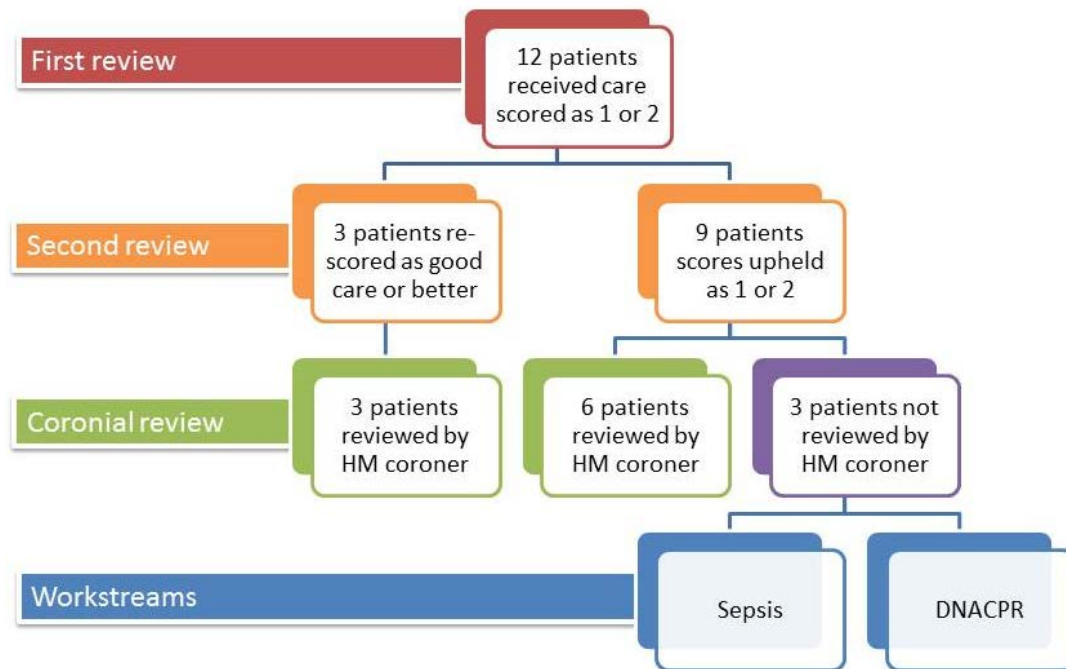 First review
12 patients
received care
scored as 1 or 2
Second review
3 patients re-
scored as good
care or better
9 patients
scores upheld
as 1 or 2
Coronial review
3 patients
reviewed by
HM coroner
6 patients
reviewed by
HM coroner
3 patients not
reviewed by
HM coroner
Workstreams
Sepsis
DNACPR